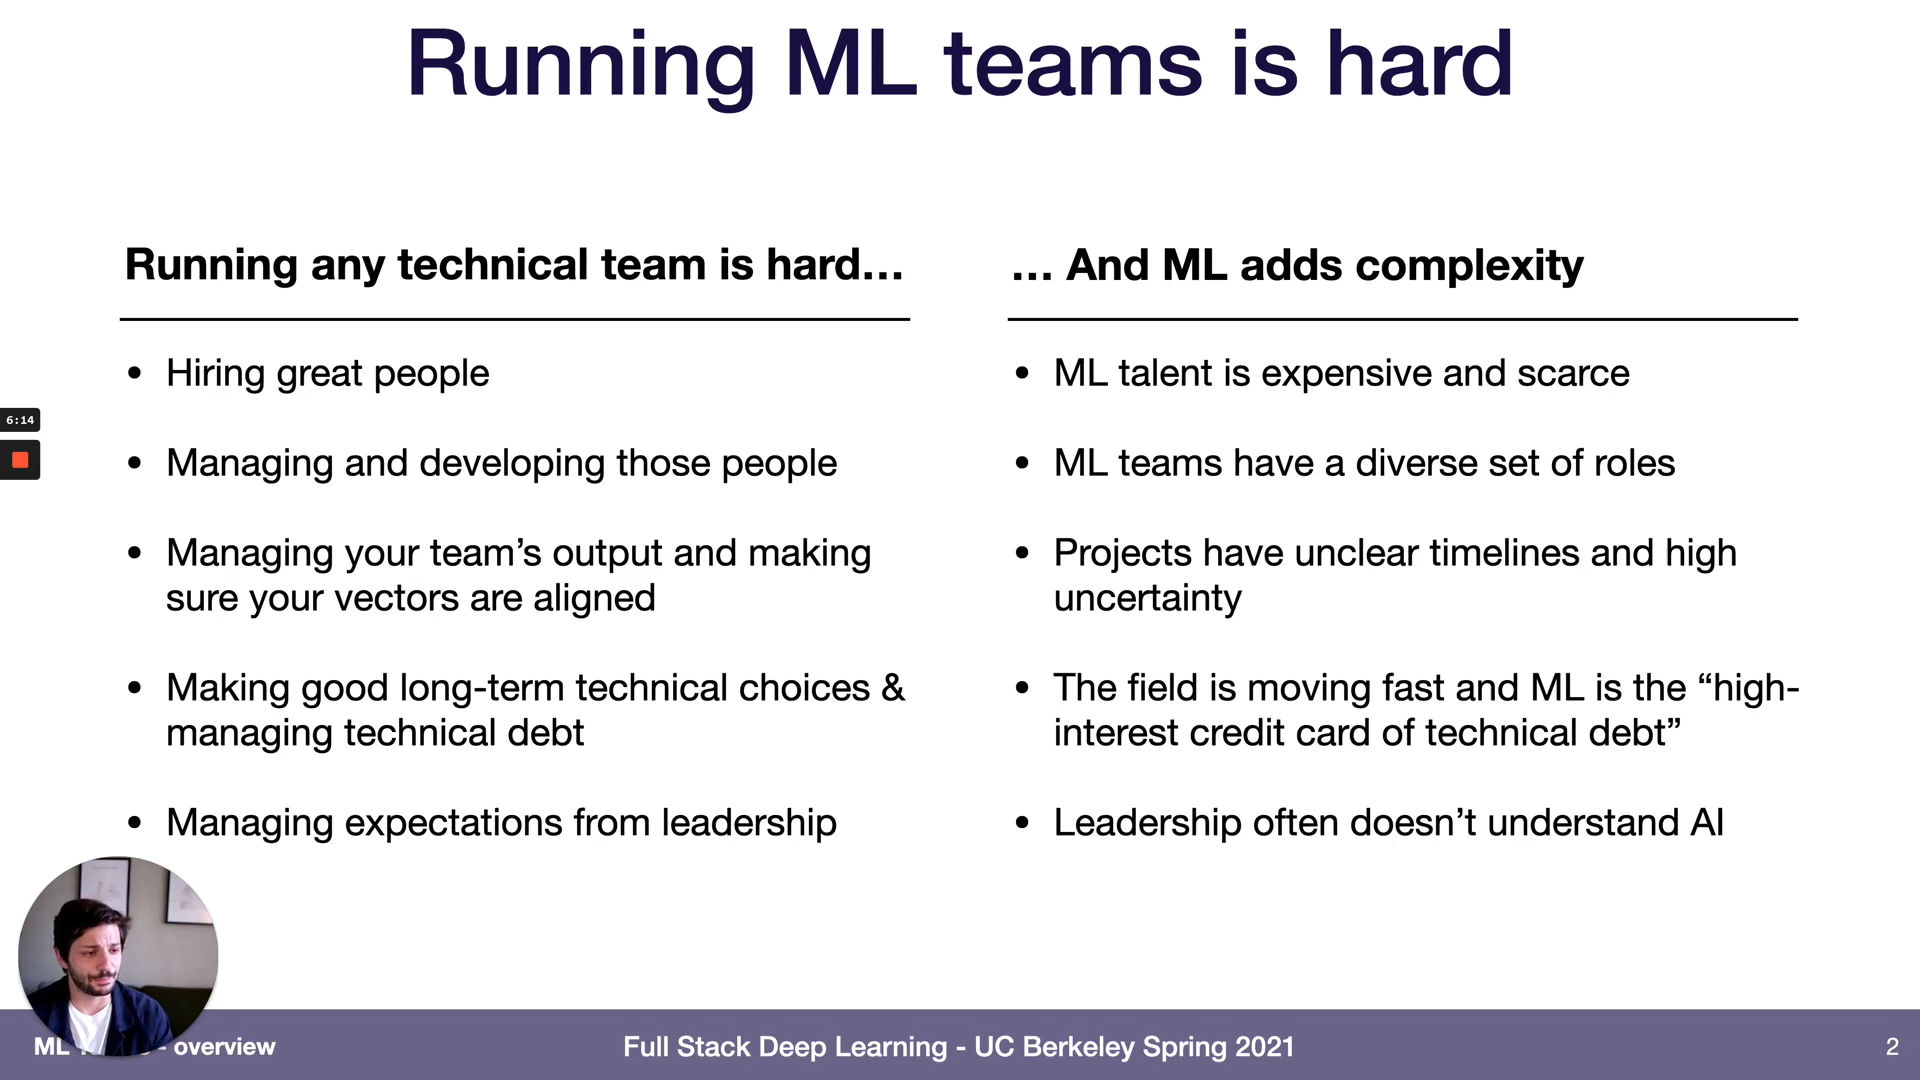 Running ML teams is hard
Running any technical team is hard...
• Hiring great people
• Managing and developing those people
• Managing your team’s output and making
sure your vectors are aligned
• Making good long-term technical choices &
managing technical debt
• Managing expectations from leadership
... And ML adds complexity
• ML talent is expensive and scarce
• ML teams have a diverse set of roles
• Projects have unclear timelines and high
uncertainty
• The field is moving fast and ML is the “high-
interest credit card of technical debt”
• Leadership often doesn’t understand AI
6:14
ML - overview
Full Stack Deep Learning - UC Berkeley Spring 2021
2